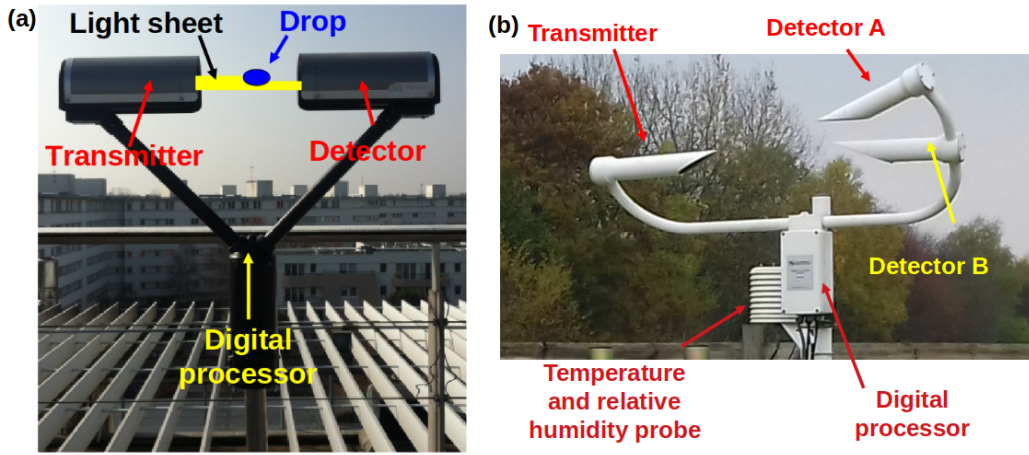 (a)
Light sheet
Drop
Transmitter
Detector
Digital
processor
(b)
Transmitter
Detector A
Detector B
Temperature
and relative
humidity probe
Digital
processor